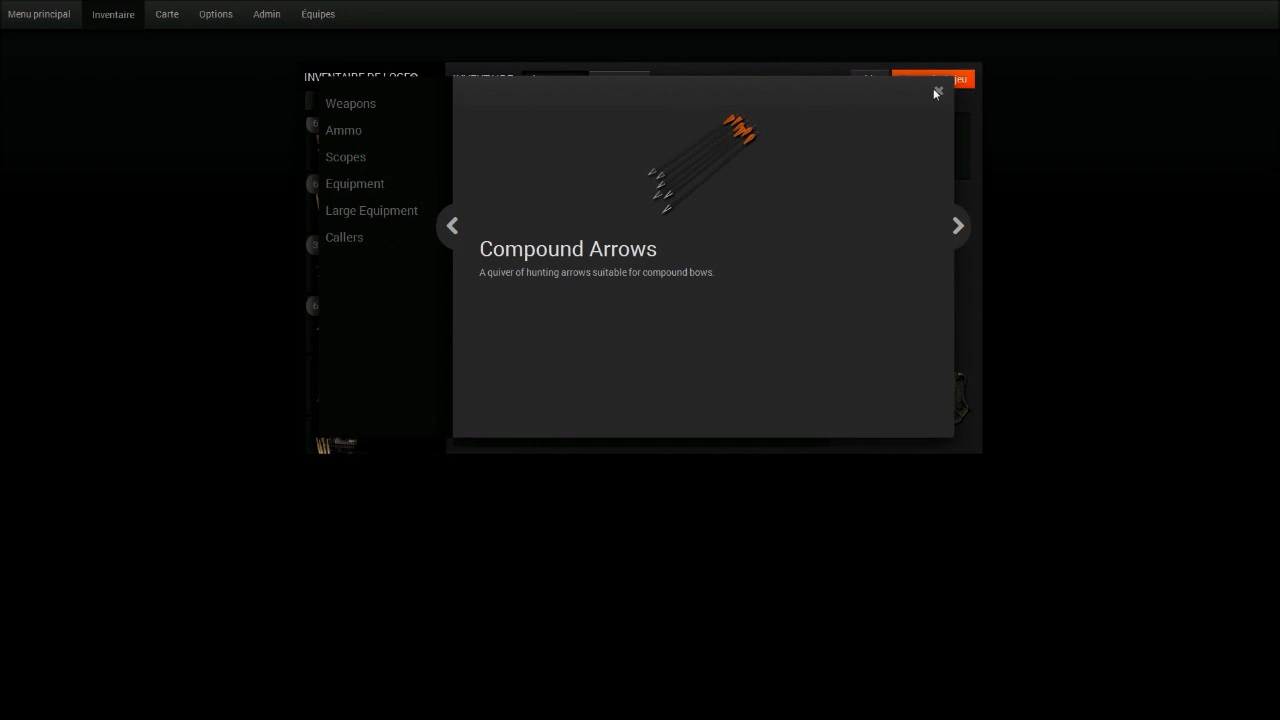 Menu principal
Inventaire
Carte
Options
Admin
Équipes
Weapons
Ammo
Scopes
Equipment
Large Equipment
Callers
Compound Arrows
A quiver of hunting arrows suitable for compound bows.